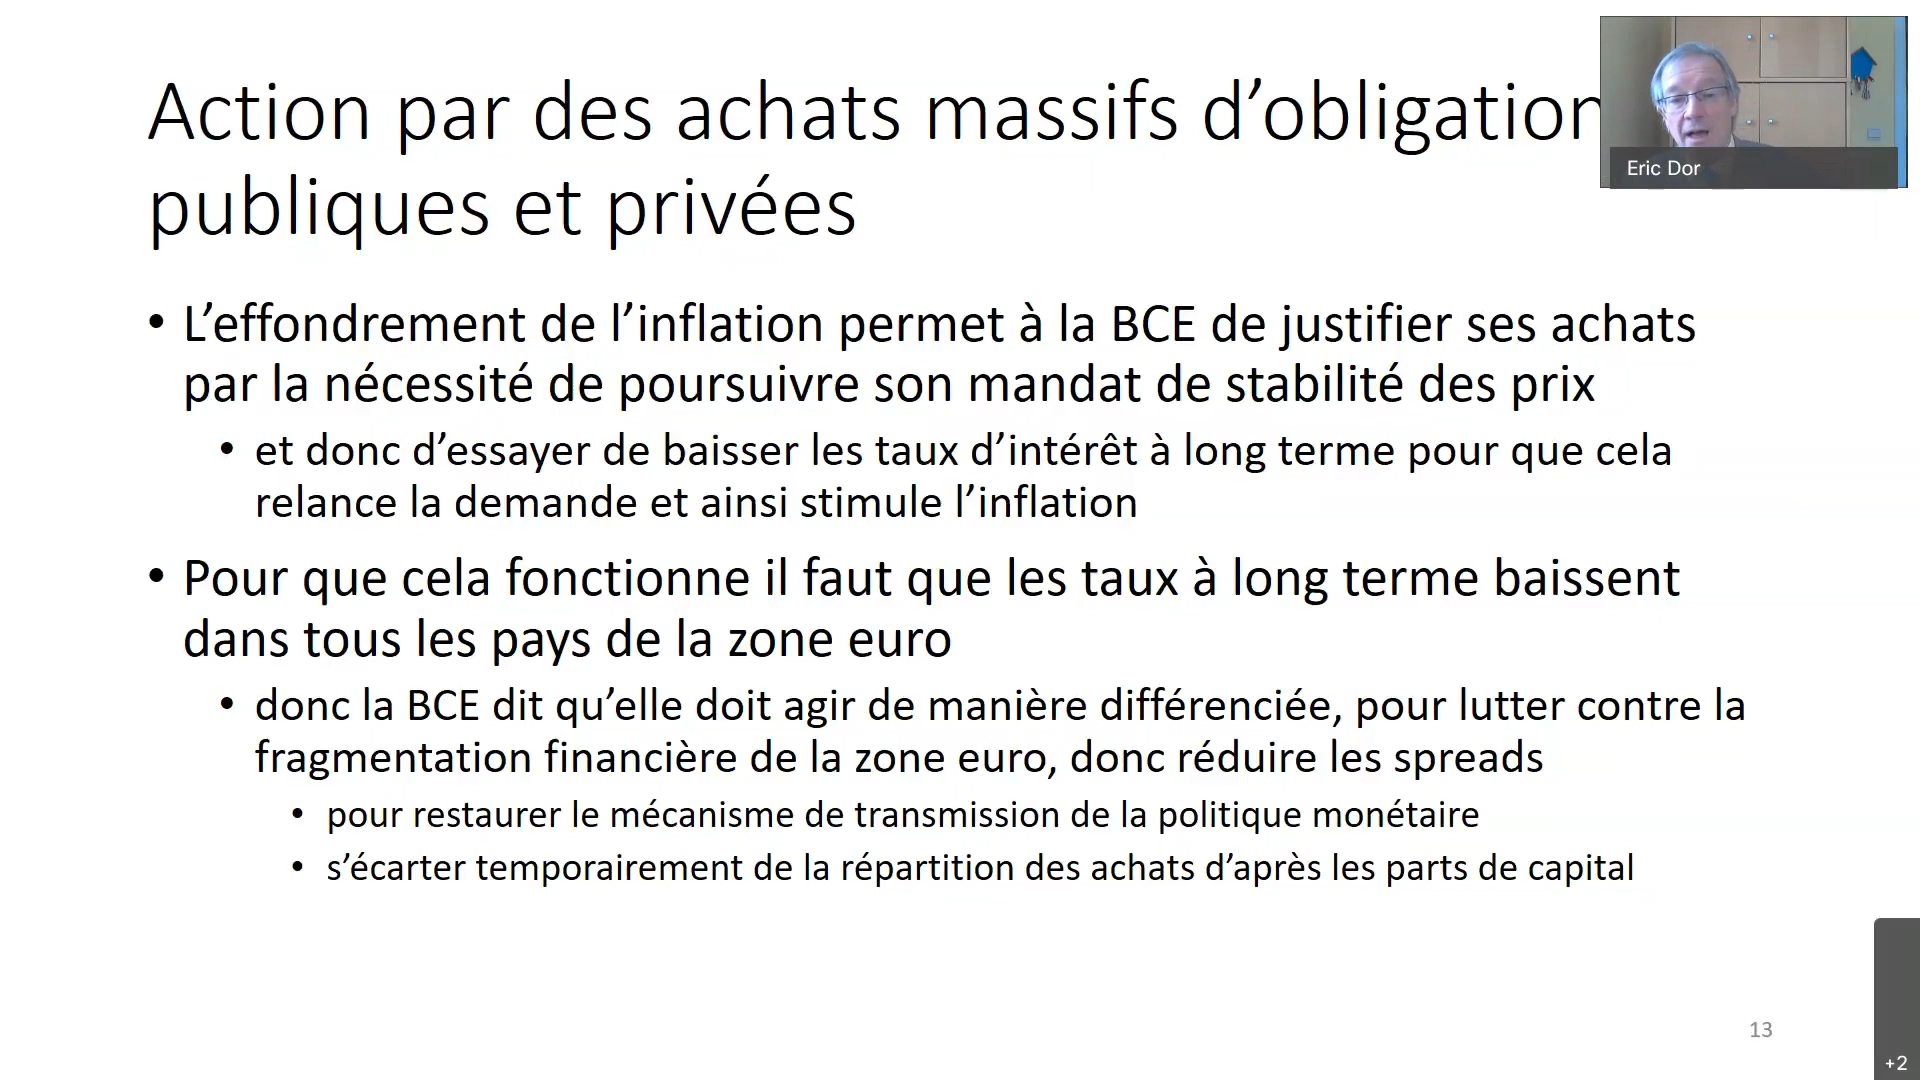 Action par des achats massifs d’obligation
publiques et privées
• L’effondrement de l’inflation permet à la BCE de justifier ses achats
par la nécessité de poursuivre son mandat de stabilité des prix
• et donc d’essayer de baisser les taux d’intérêt à long terme pour que cela
relance la demande et ainsi stimule l’inflation
• Pour que cela fonctionne il faut que les taux à long terme baissent
dans tous les pays de la zone euro
• donc la BCE dit qu’elle doit agir de manière différenciée, pour lutter contre la
fragmentation financière de la zone euro, donc réduire les spreads
• pour restaurer le mécanisme de transmission de la politique monétaire
• s’écarter temporairement de la répartition des achats d’après les parts de capital
Eric Dor
13
+2